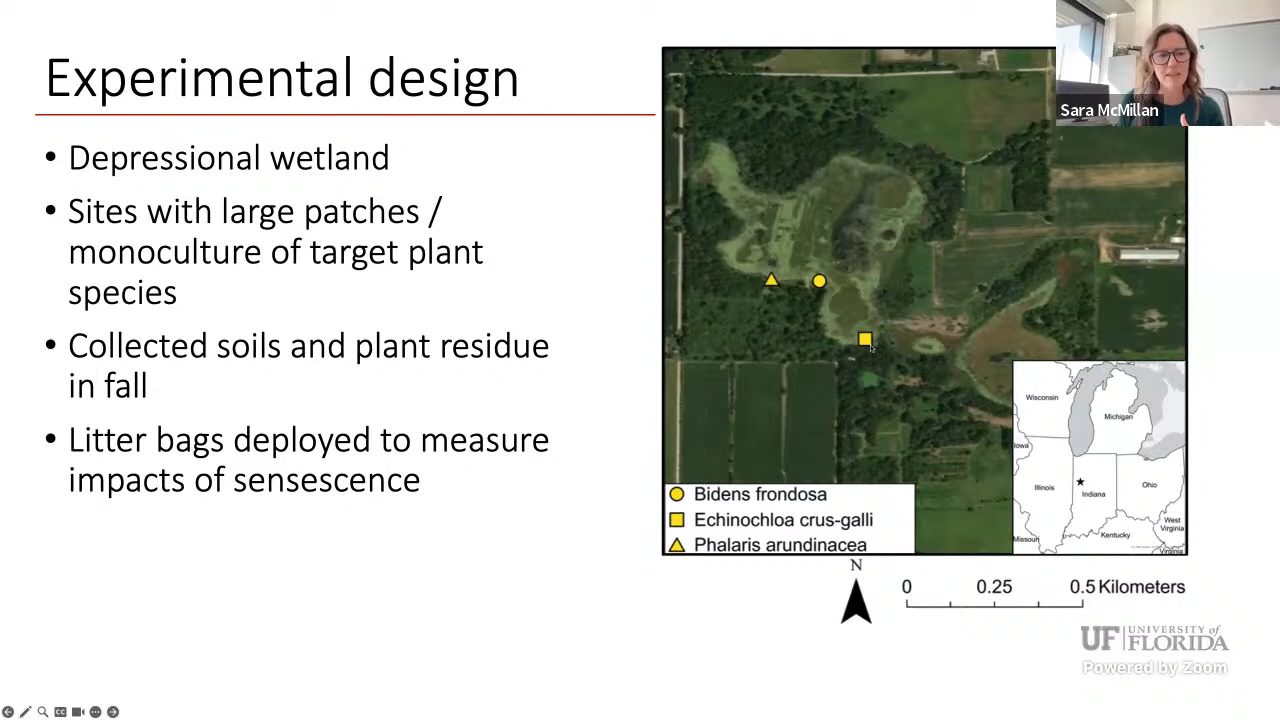 Experimental design
• Depressional wetland
• Sites with large patches /
monoculture of target plant
species
• Collected soils and plant residue
in fall
• Litter bags deployed to measure
impacts of sensescence
Sara McMillan
Bidens frondosa
Echinochloa crus-galli
Phalaris arundinacea
Wisconsin
Michigan
Iowa
Illinois
Indiana
Ohio
West
Virginia
Kentucky
Missouri
Virginia
N
0 0.25 0.5 Kilometers
UF UNIVERSITY of
FLORIDA
Powered by Zoom
CC